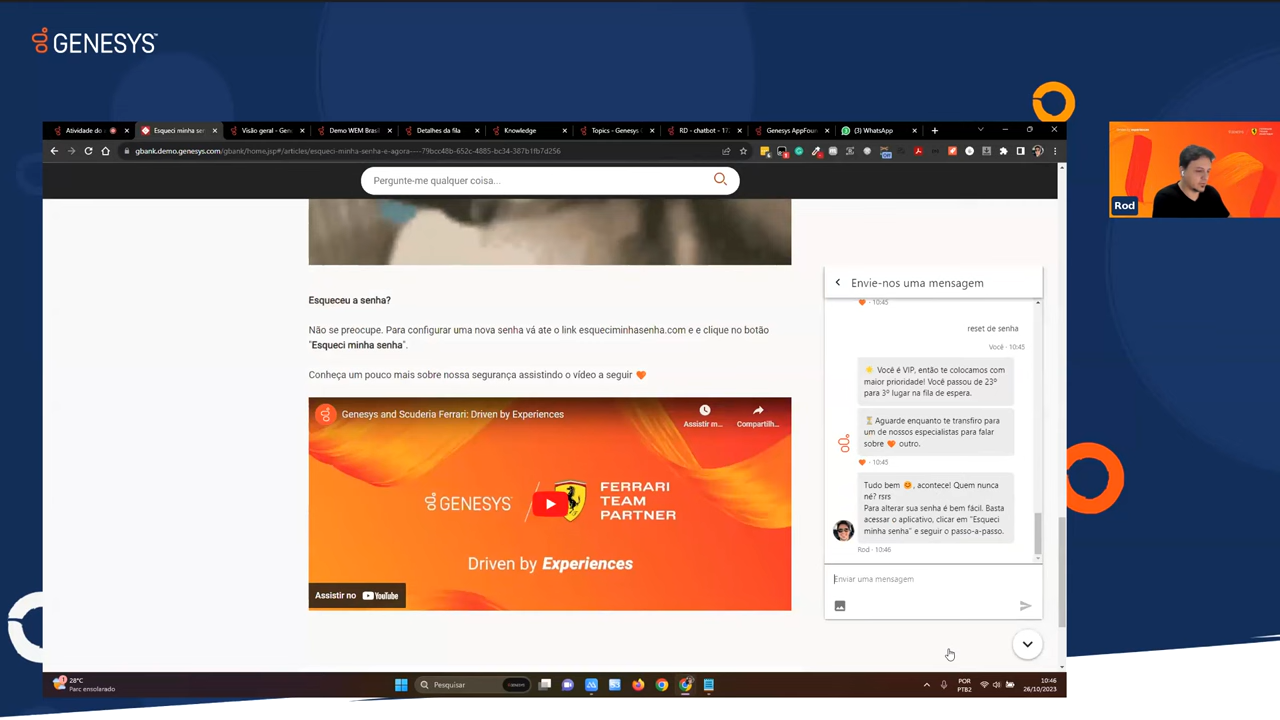 GENESYS™
Atividade do
Esqueci minha sen
Visão geral - Gen
Demo WEM Brasi
Detalhes da fila
Knowledge
Topics - Genesys
RD - chatbot - 17
Genesys AppFoun
(3) WhatsApp
gbank.demo.genesys.com/gbank/home.jsp#/articles/esqueci-minha-senha-e-agora----79bcc48b-652c-4885-bc34-387b1fb7d256
Pergunte-me qualquer coisa...
Rod
Esqueceu a senha?
Não se preocupe. Para configurar uma nova senha vá ate o link esqueciminhasenha.com e e clique no botão
"Esqueci minha senha".
Conheça um pouco mais sobre nossa segurança assistindo o vídeo a seguir 🧡
Genesys and Scuderia Ferrari: Driven by Experiences
Assistir m...
Compartilh...
GENESYS
FERRARI
TEAM
PARTNER
Driven by Experiences
Assistir no YouTube
Envie-nos uma mensagem
🧡 · 10:45
reset de senha
Você · 10:45
Você é VIP, então te colocamos com
maior prioridade! Você passou de 23º
para 3º lugar na fila de espera.
⏳Aguarde enquanto te transfiro para
um de nossos especialistas para falar
sobre 🧡 outro.
🧡 · 10:45
Tudo bem 😊, acontece! Quem nunca
né? rsrs
Para alterar sua senha é bem fácil. Basta
acessar o aplicativo, clicar em "Esqueci
minha senha" e seguir o passo-a-passo.
Rod · 10:46
Enviar uma mensagem
28°C
Parc ensolarado
Pesquisar
POR
PTB2
10:46
26/10/2023